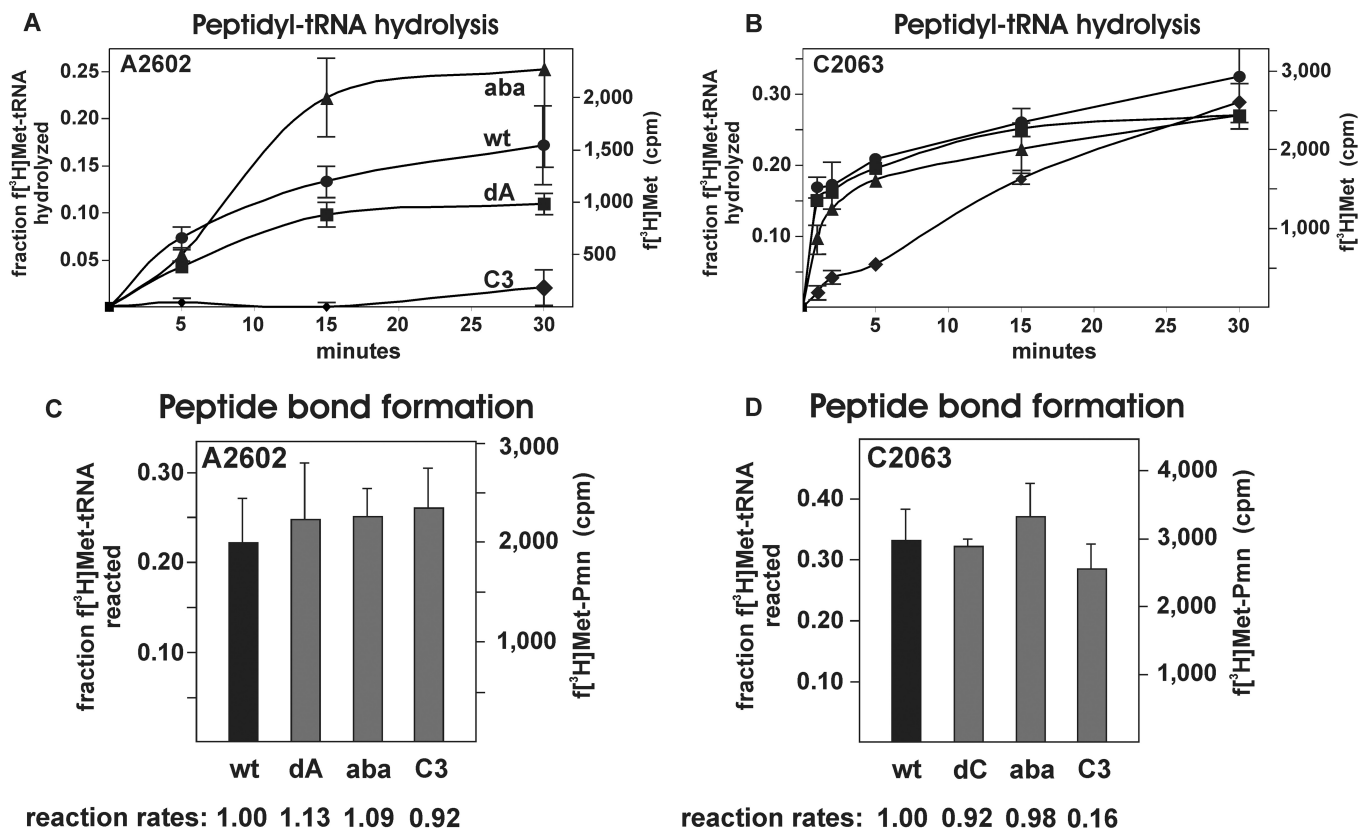 A Peptidyl-tRNA hydrolysis
A2602
fraction f[³H]Met-tRNA
hydrolyzed
0.25
0.20
0.15
0.10
0.05
aba
wt
dA
C3
2,000
1,500
1,000
500
f[³H]Met (cpm)
5 10 15 20 25 30
minutes
B Peptidyl-tRNA hydrolysis
C2063
fraction f[³H]Met-tRNA
hydrolyzed
0.30
0.20
0.10
3,000
2,000
1,000
f[³H]Met (cpm)
5 10 15 20 25 30
minutes
C Peptide bond formation
A2602
fraction f[³H]Met-tRNA
reacted
0.30
0.20
0.10
3,000
2,000
1,000
f[³H]Met-Pmn (cpm)
wt dA aba C3
reaction rates: 1.00 1.13 1.09 0.92
D Peptide bond formation
C2063
fraction f[³H]Met-tRNA
reacted
0.40
0.30
0.20
0.10
4,000
3,000
2,000
1,000
f[³H]Met-Pmn (cpm)
wt dC aba C3
reaction rates: 1.00 0.92 0.98 0.16